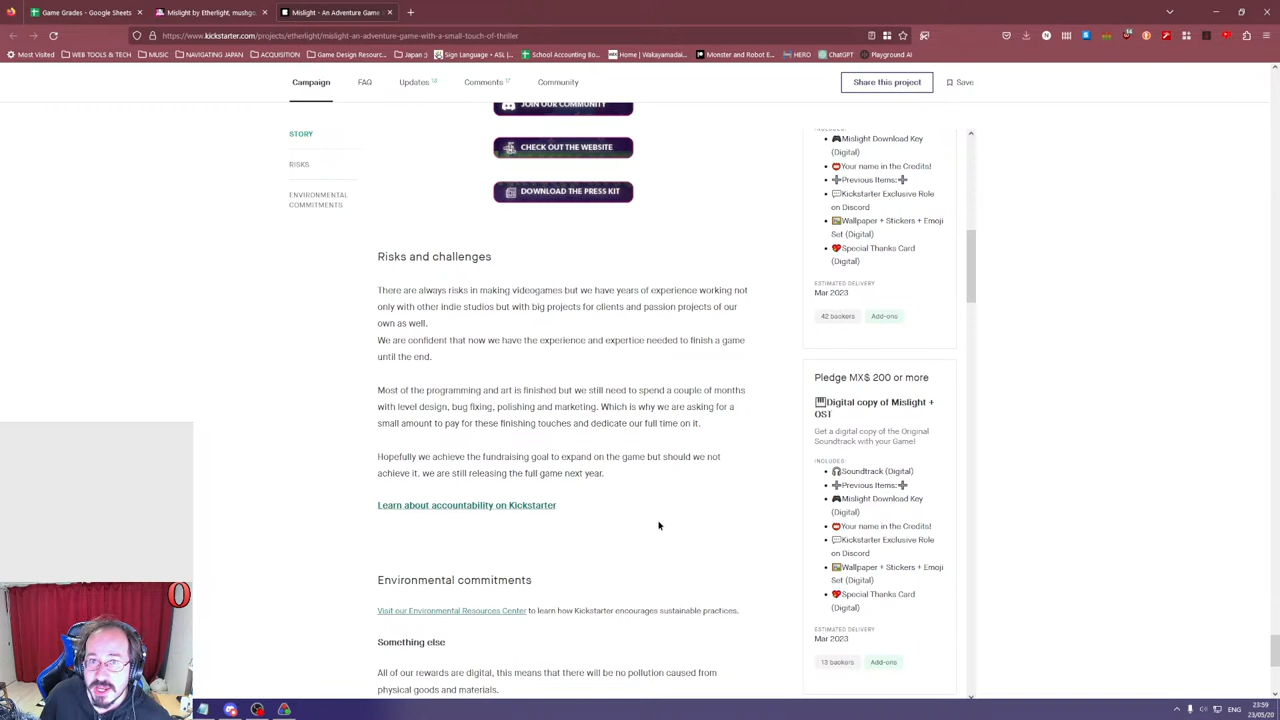 Game Grades - Google Sheets
Mislight by Etherlight, mushgo
Mislight - An Adventure Game
https://www.kickstarter.com/projects/etherlight/mislight-an-adventure-game-with-a-small-touch-of-thriller
Most Visited
WEB TOOLS & TECH
MUSIC
NAVIGATING JAPAN
ACQUISITION
Game Design Resourc...
Japan :)
Sign Language - ASL |...
School Accounting Bo...
Home | Wakayamadai...
Monster and Robot E...
HERO
ChatGPT
Playground AI
Campaign
FAQ
Updates
Comments
Community
Share this project
Save
STORY
RISKS
ENVIRONMENTAL
COMMITMENTS
JOIN OUR COMMUNITY
CHECK OUT THE WEBSITE
DOWNLOAD THE PRESS KIT
Risks and challenges
There are always risks in making videogames but we have years of experience working not
only with other indie studios but with big projects for clients and passion projects of our
own as well.
We are confident that now we have the experience and expertice needed to finish a game
until the end.
Most of the programming and art is finished but we still need to spend a couple of months
with level design, bug fixing, polishing and marketing. Which is why we are asking for a
small amount to pay for these finishing touches and dedicate our full time on it.
Hopefully we achieve the fundraising goal to expand on the game but should we not
achieve it. we are still releasing the full game next year.
Learn about accountability on Kickstarter
Environmental commitments
Visit our Environmental Resources Center to learn how Kickstarter encourages sustainable practices.
Something else
All of our rewards are digital, this means that there will be no pollution caused from
physical goods and materials.
INCLUDES:
🎮Mislight Download Key
(Digital)
📛Your name in the Credits!
➕Previous Items:➕
💬Kickstarter Exclusive Role
on Discord
🖼Wallpaper + Stickers + Emoji
Set (Digital)
💖Special Thanks Card
(Digital)
ESTIMATED DELIVERY
Mar 2023
42 backers
Add-ons
Pledge MX$ 200 or more
🎹Digital copy of Mislight +
OST
Get a digital copy of the Original
Soundtrack with your Game!
INCLUDES:
🎧Soundtrack (Digital)
➕Previous Items:➕
🎮Mislight Download Key
(Digital)
📛Your name in the Credits!
💬Kickstarter Exclusive Role
on Discord
🖼Wallpaper + Stickers + Emoji
Set (Digital)
💖Special Thanks Card
(Digital)
ESTIMATED DELIVERY
Mar 2023
13 backers
Add-ons
0
ENG
23:59
23/05/20